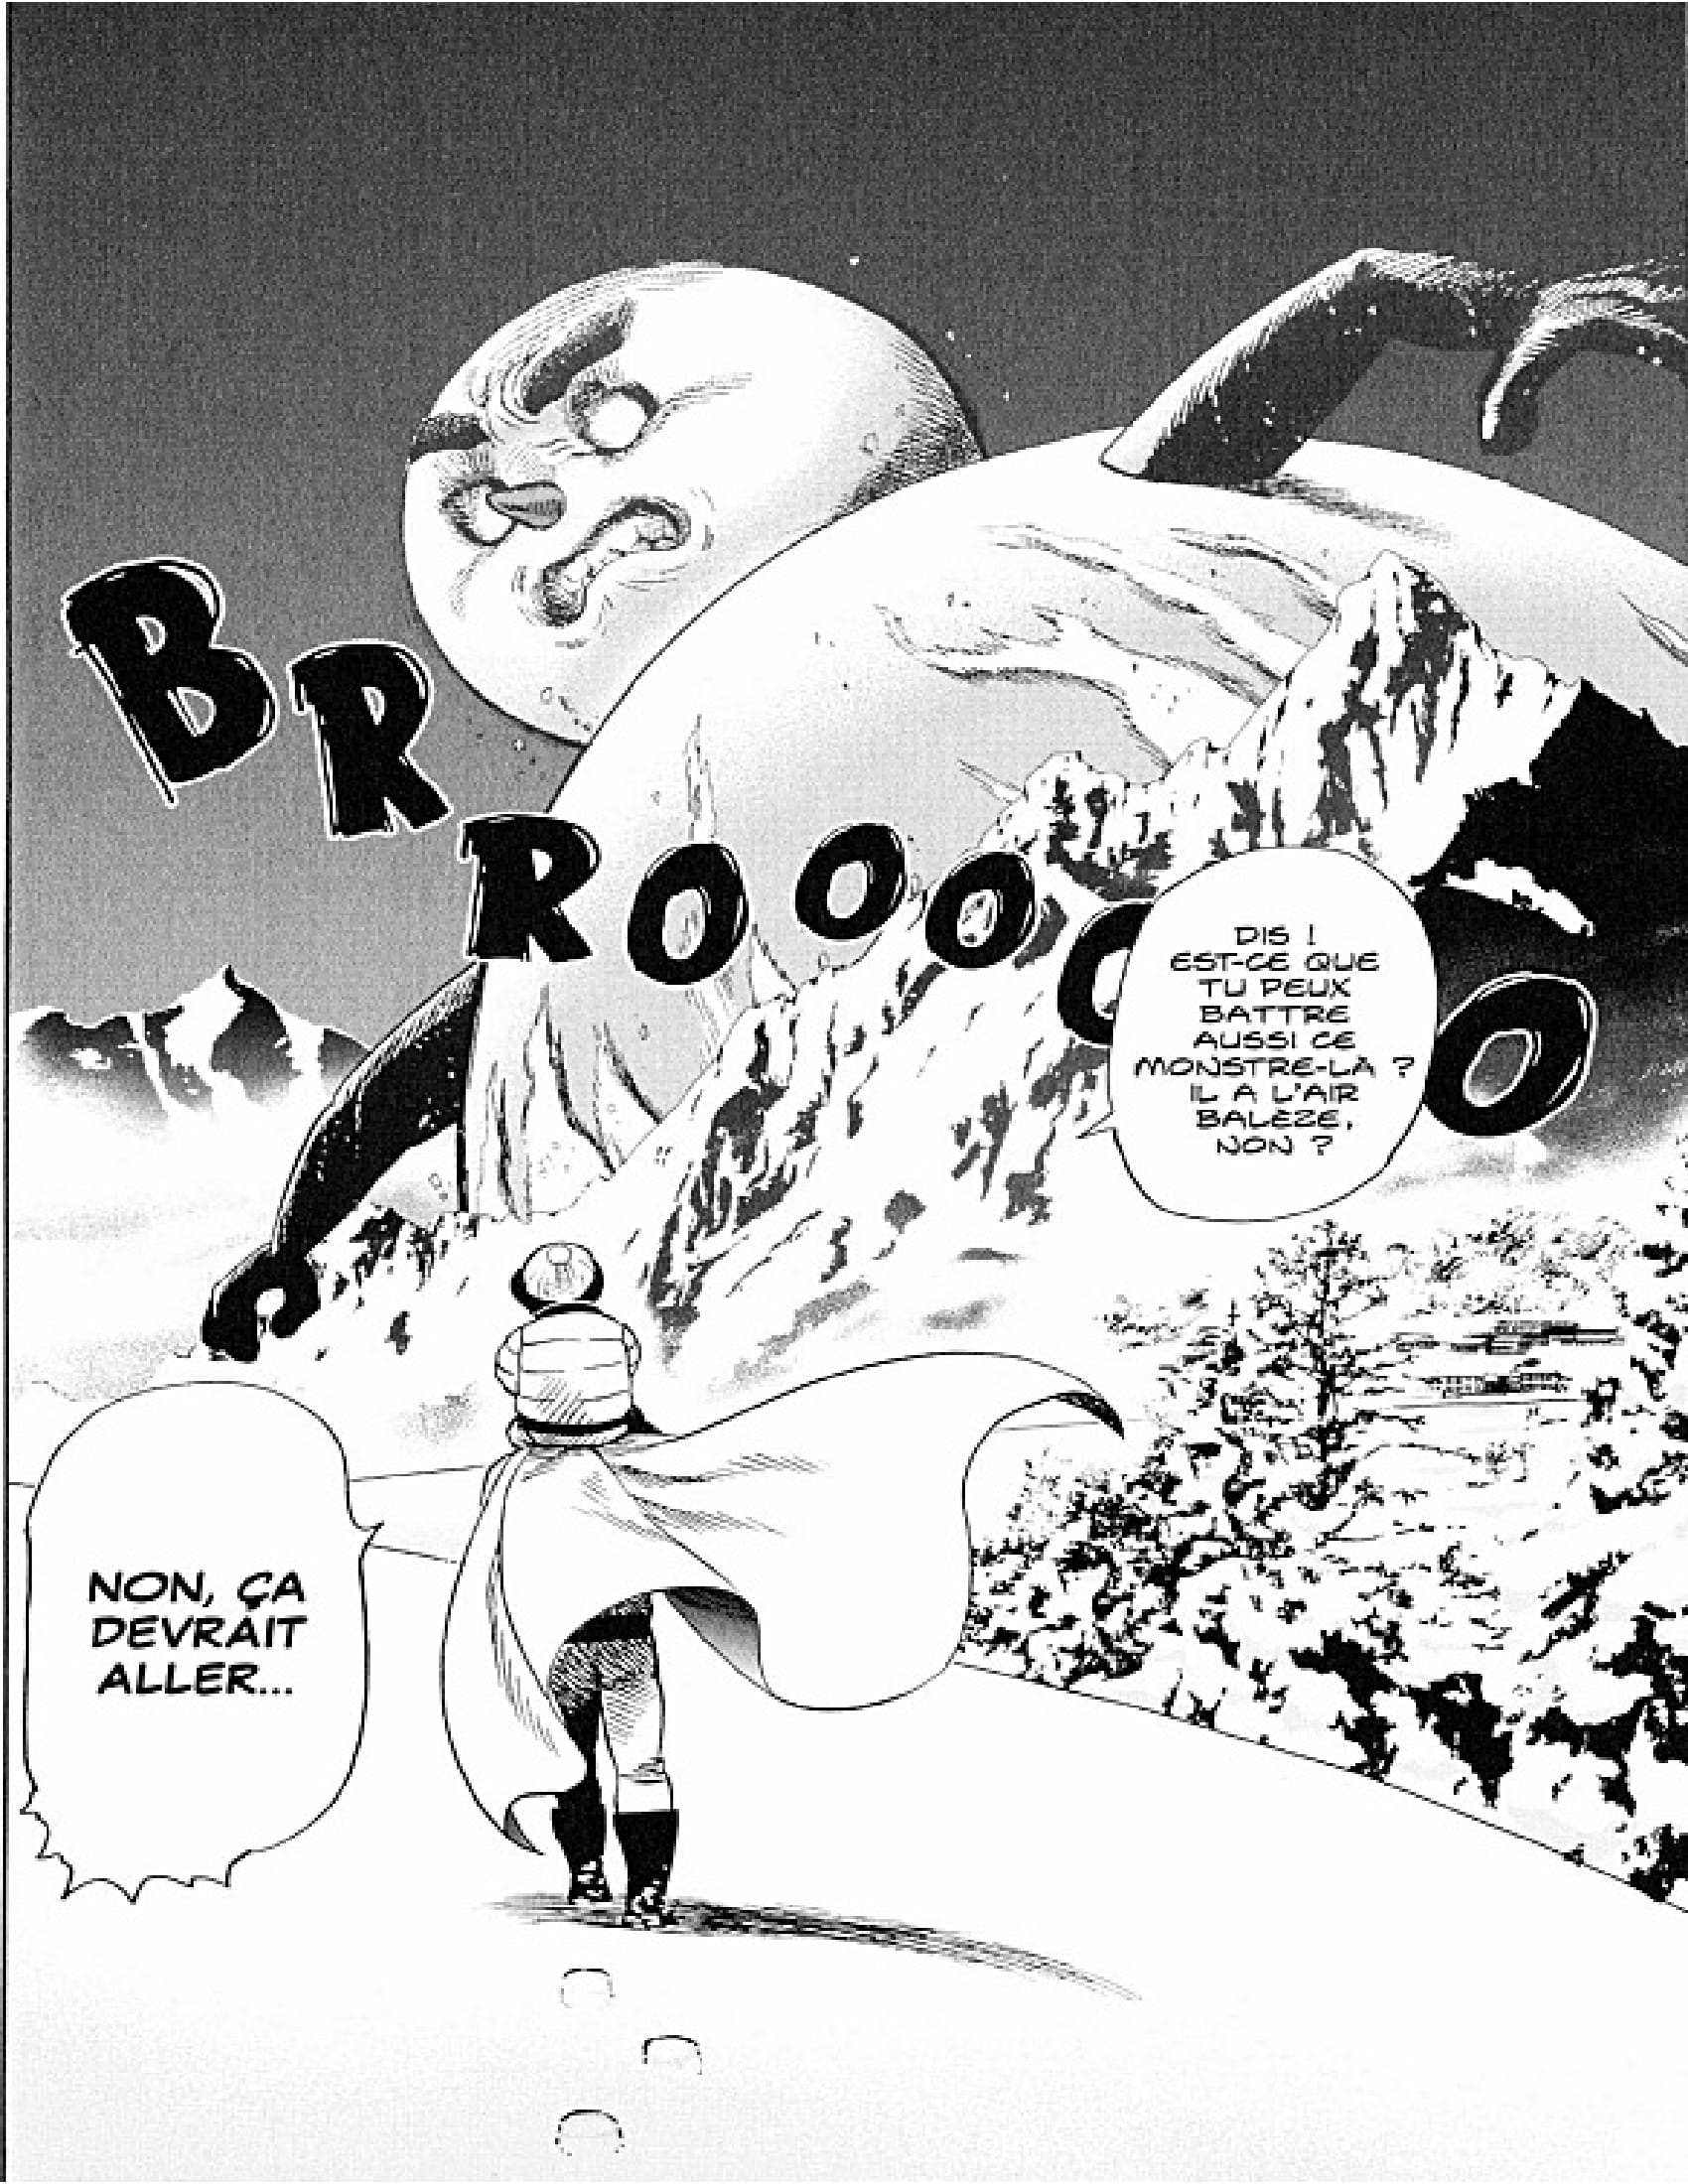 BRROOOOO
DIS !
EST-CE QUE
TU PEUX
BATTRE
AUSSI CE
MONSTRE-LÀ ?
IL A L'AIR
BALÈZE,
NON ?
NON, ÇA
DEVRAIT
ALLER...